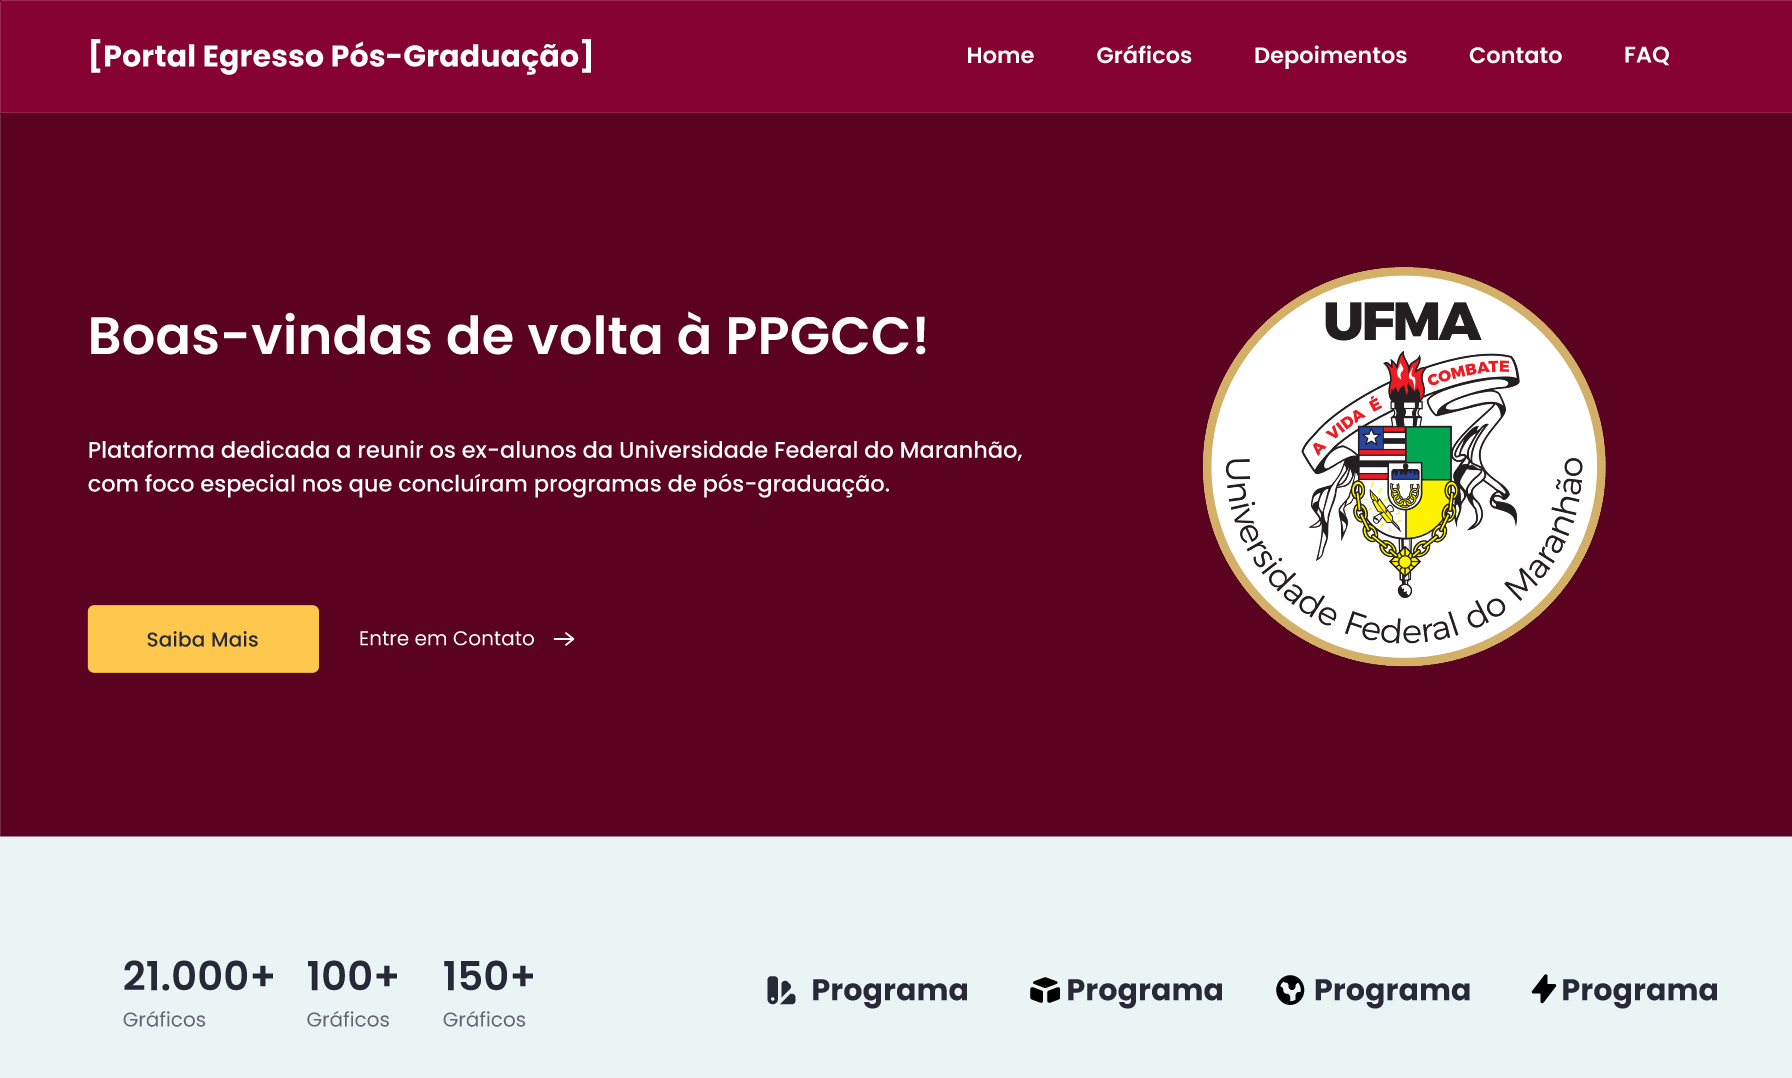 [Portal Egresso Pós-Graduação]
Home Gráficos Depoimentos Contato FAQ
Boas-vindas de volta à PPGCC!
Plataforma dedicada a reunir os ex-alunos da Universidade Federal do Maranhão,
com foco especial nos que concluíram programas de pós-graduação.
Saiba Mais
Entre em Contato
UFMA
A VIDA É COMBATE
Universidade Federal do Maranhão
21.000+ 100+ 150+
Gráficos Gráficos Gráficos
Programa Programa Programa Programa